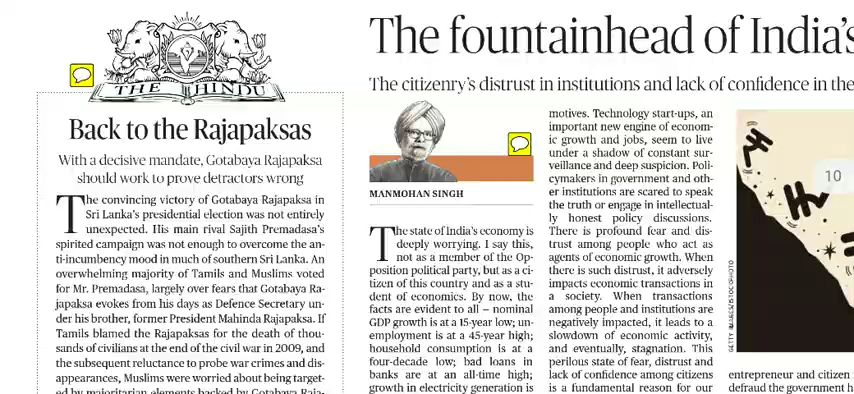 THE HINDU
Back to the Rajapaksas
With a decisive mandate, Gotabaya Rajapaksa
should work to prove detractors wrong
The convincing victory of Gotabaya Rajapaksa in
Sri Lanka's presidential election was not entirely
unexpected. His main rival Sajith Premadasa's
spirited campaign was not enough to overcome the an-
ti-incumbency mood in much of southern Sri Lanka. An
overwhelming majority of Tamils and Muslims voted
for Mr. Premadasa, largely over fears that Gotabaya Ra-
japaksa evokes from his days as Defence Secretary un-
der his brother, former President Mahinda Rajapaksa. If
Tamils blamed the Rajapaksas for the death of thou-
sands of civilians at the end of the civil war in 2009, and
the subsequent reluctance to probe war crimes and dis-
appearances, Muslims were worried about being target-
ed by majoritarian elements backed by Gotabaya Raja-
The fountainhead of India's
The citizenry's distrust in institutions and lack of confidence in the
MANMOHAN SINGH
The state of India's economy is
deeply worrying. I say this,
not as a member of the Op-
position political party, but as a ci-
tizen of this country and as a stu-
dent of economics. By now, the
facts are evident to all – nominal
GDP growth is at a 15-year low; un-
employment is at a 45-year high;
household consumption is at a
four-decade low; bad loans in
banks are at an all-time high;
growth in electricity generation is
motives. Technology start-ups, an
important new engine of econom-
ic growth and jobs, seem to live
under a shadow of constant sur-
veillance and deep suspicion. Poli-
cymakers in government and oth-
er institutions are scared to speak
the truth or engage in intellectual-
ly honest policy discussions.
There is profound fear and dis-
trust among people who act as
agents of economic growth. When
there is such distrust, it adversely
impacts economic transactions in
a society. When transactions
among people and institutions are
negatively impacted, it leads to a
slowdown of economic activity,
and eventually, stagnation. This
perilous state of fear, distrust and
lack of confidence among citizens
is a fundamental reason for our
10
GETTY IMAGES/ISTOCKPHOTO
entrepreneur and citizen
defraud the government h